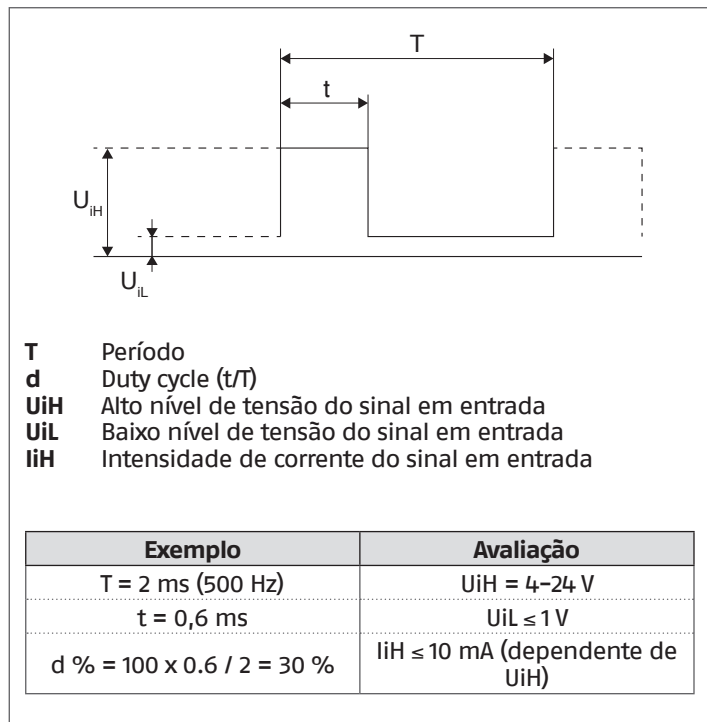 T
t
UiH
UiL
T Período
d Duty cycle (t/T)
UiH Alto nível de tensão do sinal em entrada
UiL Baixo nível de tensão do sinal em entrada
IiH Intensidade de corrente do sinal em entrada
Exemplo Avaliação
T = 2 ms (500 Hz) UiH = 4–24 V
t = 0,6 ms UiL ≤ 1 V
d % = 100 x 0.6 / 2 = 30 % IiH ≤ 10 mA (dependente de
UiH)